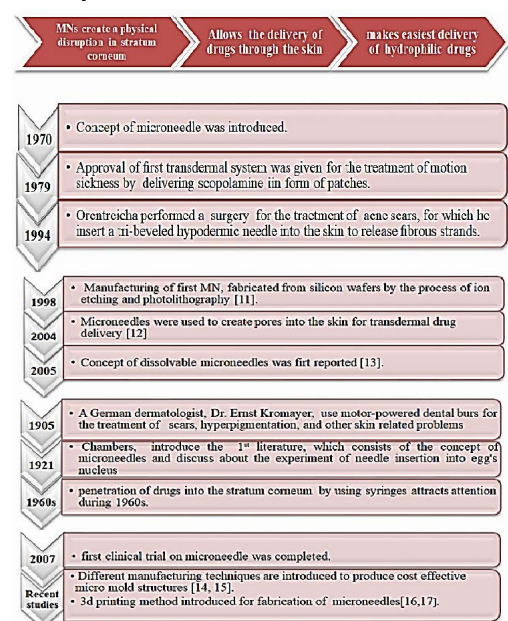 MNs create a physical
disruption in stratum
corneum
Allows the delivery of
drugs through the skin
makes easiest delivery
of hydrophilic drugs
1970
• Concept of microneedle was introduced.
1979
• Approval of first transdermal system was given for the treatment of motion
sickness by delivering scopolamine iin form of patches.
1994
• Orentreicha performed a surgery for the tractment of acne scars, for which he
insert a tri-beveled hypodermic needle into the skin to release fibrous strands.
1998
• Manufacturing of first MN, fabricated from silicon wafers by the process of ion
etching and photolithography [11].
2004
• Microneedles were used to create pores into the skin for transdermal drug
delivery [12]
2005
• Concept of dissolvable microneedles was firt reported [13].
1905
• A German dermatologist, Dr. Ernst Kromayer, use motor-powered dental burs for
the treatment of scars, hyperpigmentation, and other skin related problems
1921
• Chambers, introduce the 1st literature, which consists of the concept of
microneedles and discuss about the experiment of needle insertion into egg's
nucleus
1960s
• penetration of drugs into the stratum corneum by using syringes attracts attention
during 1960s.
2007
• first clinical trial on microneedle was completed.
Recent
studies
• Different manufacturing techniques are introduced to produce cost effective
micro mold structures [14, 15].
• 3d printing method introduced for fabrication of microneedles[16,17].